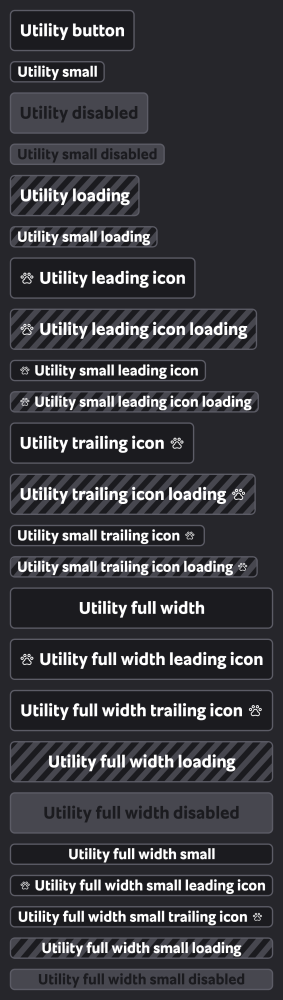 Utility button
Utility small
Utility disabled
Utility small disabled
Utility loading
Utility small loading
Utility leading icon
Utility leading icon loading
Utility small leading icon
Utility small leading icon loading
Utility trailing icon
Utility trailing icon loading
Utility small trailing icon
Utility small trailing icon loading
Utility full width
Utility full width leading icon
Utility full width trailing icon
Utility full width loading
Utility full width disabled
Utility full width small
Utility full width small leading icon
Utility full width small trailing icon
Utility full width small loading
Utility full width small disabled